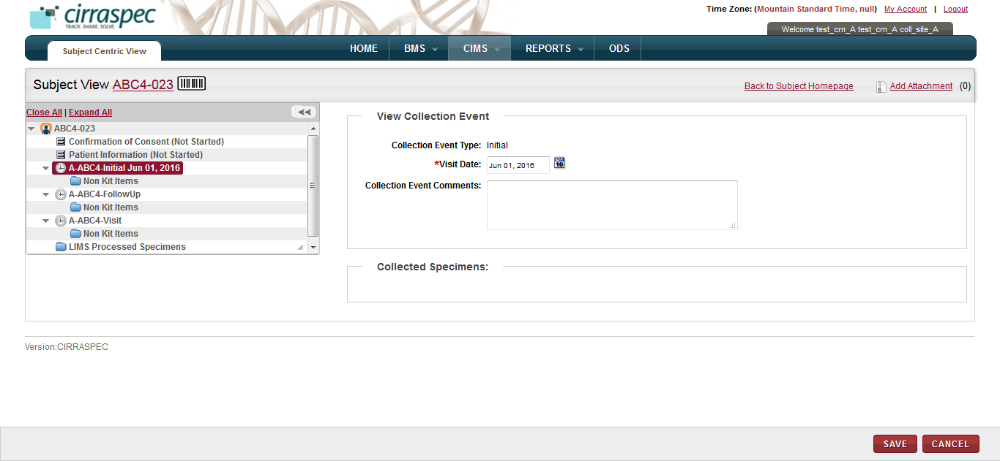 cirraspec
TRACK. SHARE. SOLVE.
Time Zone: (Mountain Standard Time, null) My Account | Logout
Welcome test_crn_A test_crn_A coll_site_A
Subject Centric View
HOME BMS CIMS REPORTS ODS
Subject View ABC4-023
Back to Subject Homepage Add Attachment (0)
Close All | Expand All
ABC4-023
Confirmation of Consent (Not Started)
Patient Information (Not Started)
A-ABC4-Initial Jun 01, 2016
Non Kit Items
A-ABC4-FollowUp
Non Kit Items
A-ABC4-Visit
Non Kit Items
LIMS Processed Specimens
View Collection Event
Collection Event Type: Initial
*Visit Date: Jun 01, 2016
10
Collection Event Comments:
Collected Specimens:
Version:CIRRASPEC
SAVE CANCEL